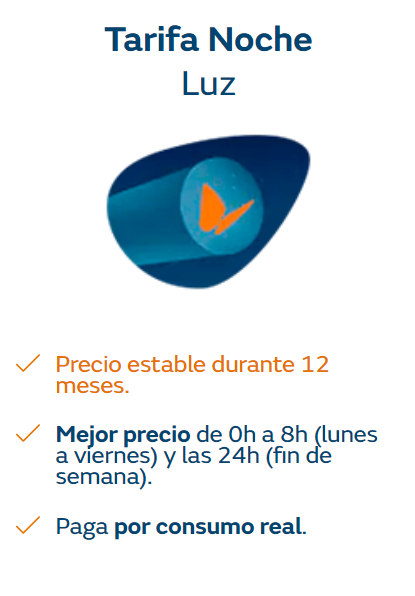 Tarifa Noche
Luz
Precio estable durante 12
meses.
Mejor precio de 0h a 8h (lunes
a viernes) y las 24h (fin de
semana).
Paga por consumo real.